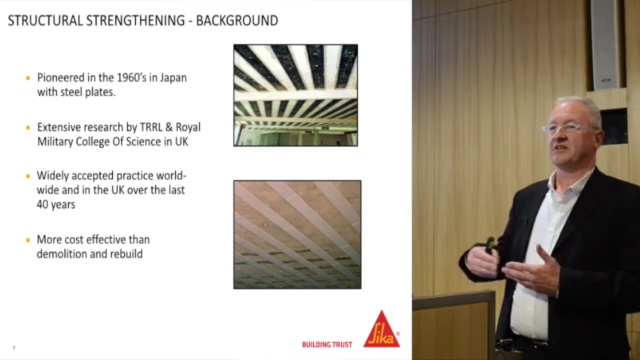 STRUCTURAL STRENGTHENING - BACKGROUND
Pioneered in the 1960's in Japan
with steel plates.
Extensive research by TRRL & Royal
Military College Of Science in UK
Widely accepted practice world-
wide and in the UK over the last
40 years
More cost effective than
demolition and rebuild
7
BUILDING TRUST
Sika